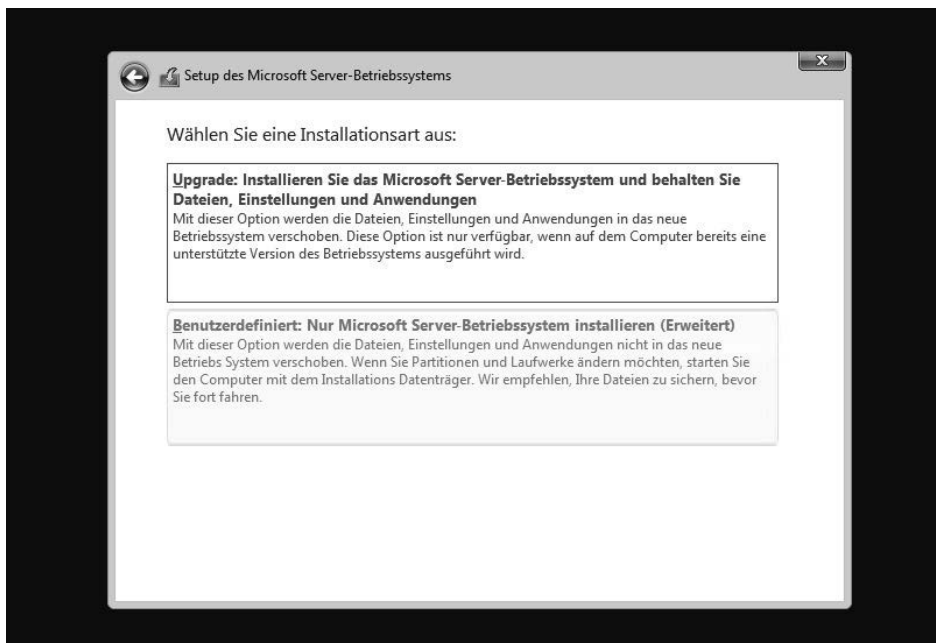 Setup des Microsoft Server-Betriebssystems
Wählen Sie eine Installationsart aus:
Upgrade: Installieren Sie das Microsoft Server-Betriebssystem und behalten Sie
Dateien, Einstellungen und Anwendungen
Mit dieser Option werden die Dateien, Einstellungen und Anwendungen in das neue
Betriebssystem verschoben. Diese Option ist nur verfügbar, wenn auf dem Computer bereits eine
unterstützte Version des Betriebssystems ausgeführt wird.
Benutzerdefiniert: Nur Microsoft Server-Betriebssystem installieren (Erweitert)
Mit dieser Option werden die Dateien, Einstellungen und Anwendungen nicht in das neue
Betriebs System verschoben. Wenn Sie Partitionen und Laufwerke ändern möchten, starten Sie
den Computer mit dem Installations Datenträger. Wir empfehlen, Ihre Dateien zu sichern, bevor
Sie fort fahren.